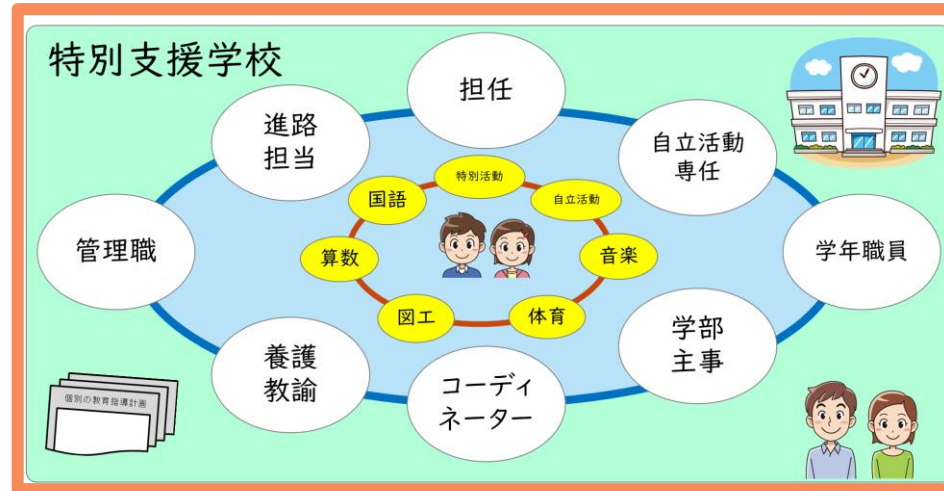 特別支援学校
担任
進路
担当
自立活動
専任
特別活動
国語
自立活動
管理職
算数
音楽
学年職員
図工
体育
学部
主事
養護
教諭
コーディ
ネーター
個別の教育指導計画